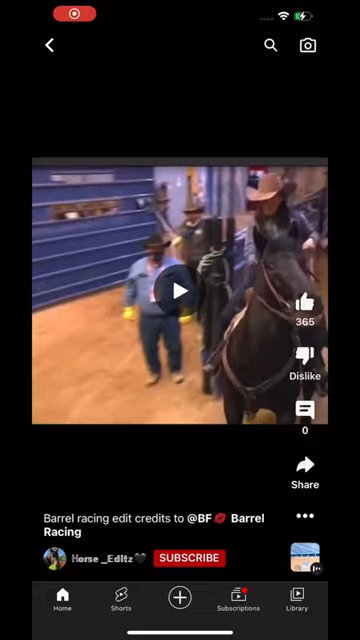 365
Dislike
0
Share
Barrel racing edit credits to @BF💋 Barrel
Racing
Horse _Editz🖤
SUBSCRIBE
Home
Shorts
Subscriptions
Library